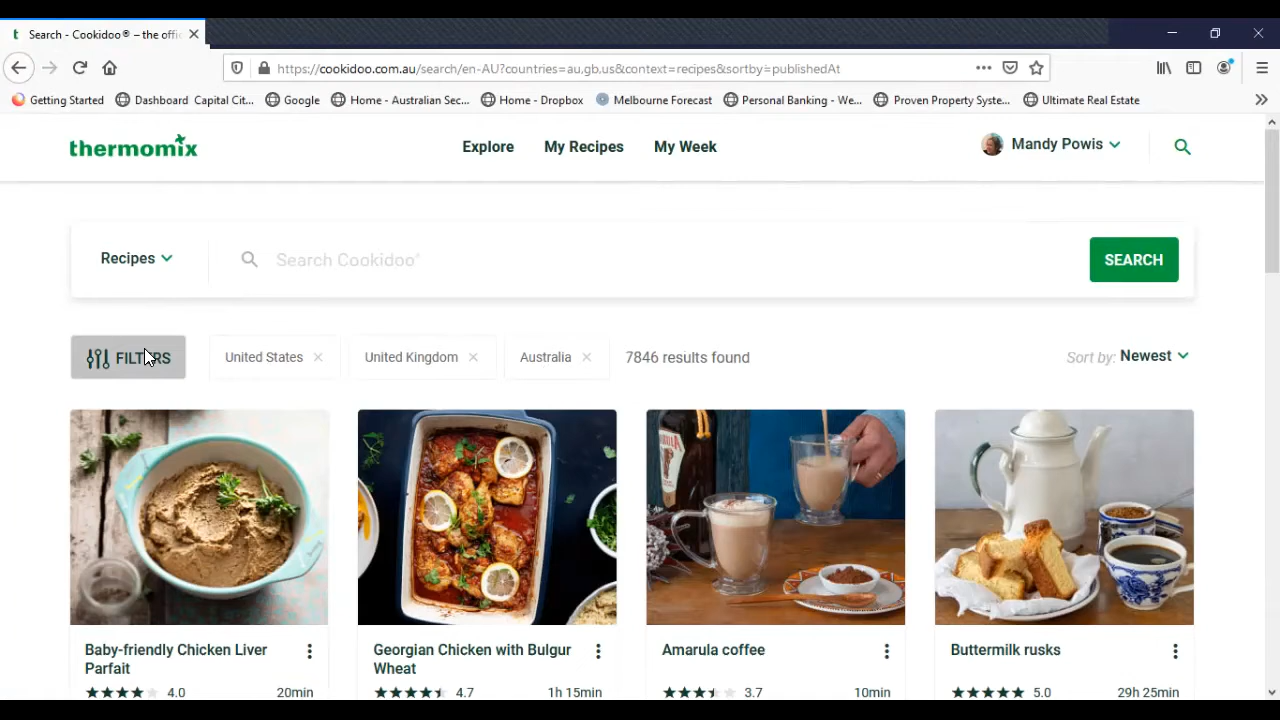 Search - Cookidoo® – the offic
https://cookidoo.com.au/search/en-AU?countries=au,gb,us&context=recipes&sortby=publishedAt
Getting Started Dashboard Capital Cit... Google Home - Australian Sec... Home - Dropbox Melbourne Forecast Personal Banking - We... Proven Property Syste... Ultimate Real Estate
thermomix Explore My Recipes My Week Mandy Powis
Recipes Search Cookidoo® SEARCH
FILTERS United States United Kingdom Australia 7846 results found Sort by: Newest
Baby-friendly Chicken Liver Parfait
4.0 20min
Georgian Chicken with Bulgur Wheat
4.7 1h 15min
Amarula coffee
3.7 10min
Buttermilk rusks
5.0 29h 25min